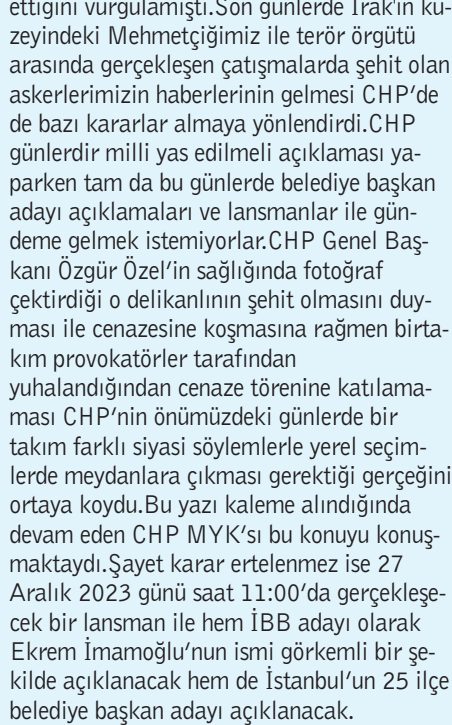 ettiğini vurgulamıştı.Son günlerde Irak'ın ku-
zeyindeki Mehmetçiğimiz ile terör örgütü
arasında gerçekleşen çatışmalarda şehit olan
askerlerimizin haberlerinin gelmesi CHP'de
de bazı kararlar almaya yönlendirdi.CHP
günlerdir milli yas edilmeli açıklaması ya-
parken tam da bu günlerde belediye başkan
adayı açıklamaları ve lansmanlar ile gün-
deme gelmek istemiyorlar.CHP Genel Baş-
kanı Özgür Özel'in sağlığında fotoğraf
çektirdiği o delikanlının şehit olmasını duy-
ması ile cenazesine koşmasına rağmen birta-
kım provokatörler tarafından
yuhalandığından cenaze törenine katılama-
ması CHP'nin önümüzdeki günlerde bir
takım farklı siyasi söylemlerle yerel seçim-
lerde meydanlara çıkması gerektiği gerçeğini
ortaya koydu.Bu yazı kaleme alındığında
devam eden CHP MYK'sı bu konuyu konuş-
maktaydı.Şayet karar ertelenmez ise 27
Aralık 2023 günü saat 11:00'da gerçekleşe-
cek bir lansman ile hem İBB adayı olarak
Ekrem İmamoğlu'nun ismi görkemli bir şe-
kilde açıklanacak hem de İstanbul'un 25 ilçe
belediye başkan adayı açıklanacak.